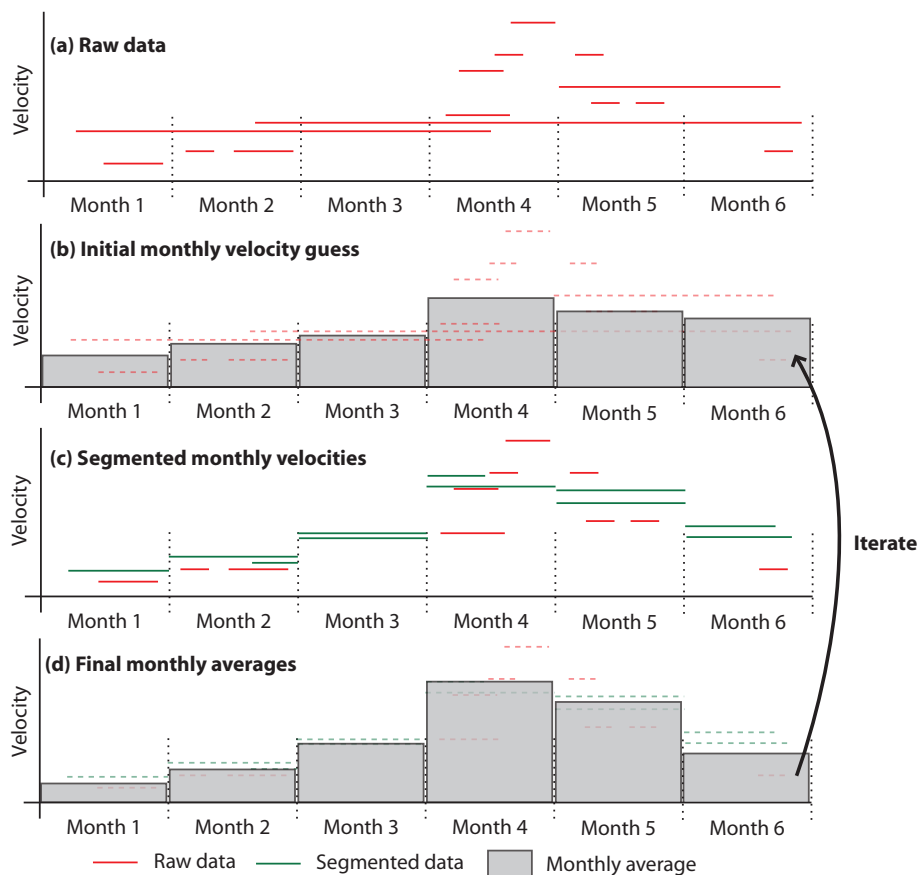 (a) Raw data
Velocity
Month 1 Month 2 Month 3 Month 4 Month 5 Month 6
(b) Initial monthly velocity guess
Velocity
Month 1 Month 2 Month 3 Month 4 Month 5 Month 6
(c) Segmented monthly velocities
Velocity
Iterate
Month 1 Month 2 Month 3 Month 4 Month 5 Month 6
(d) Final monthly averages
Velocity
Month 1 Month 2 Month 3 Month 4 Month 5 Month 6
Raw data Segmented data Monthly average